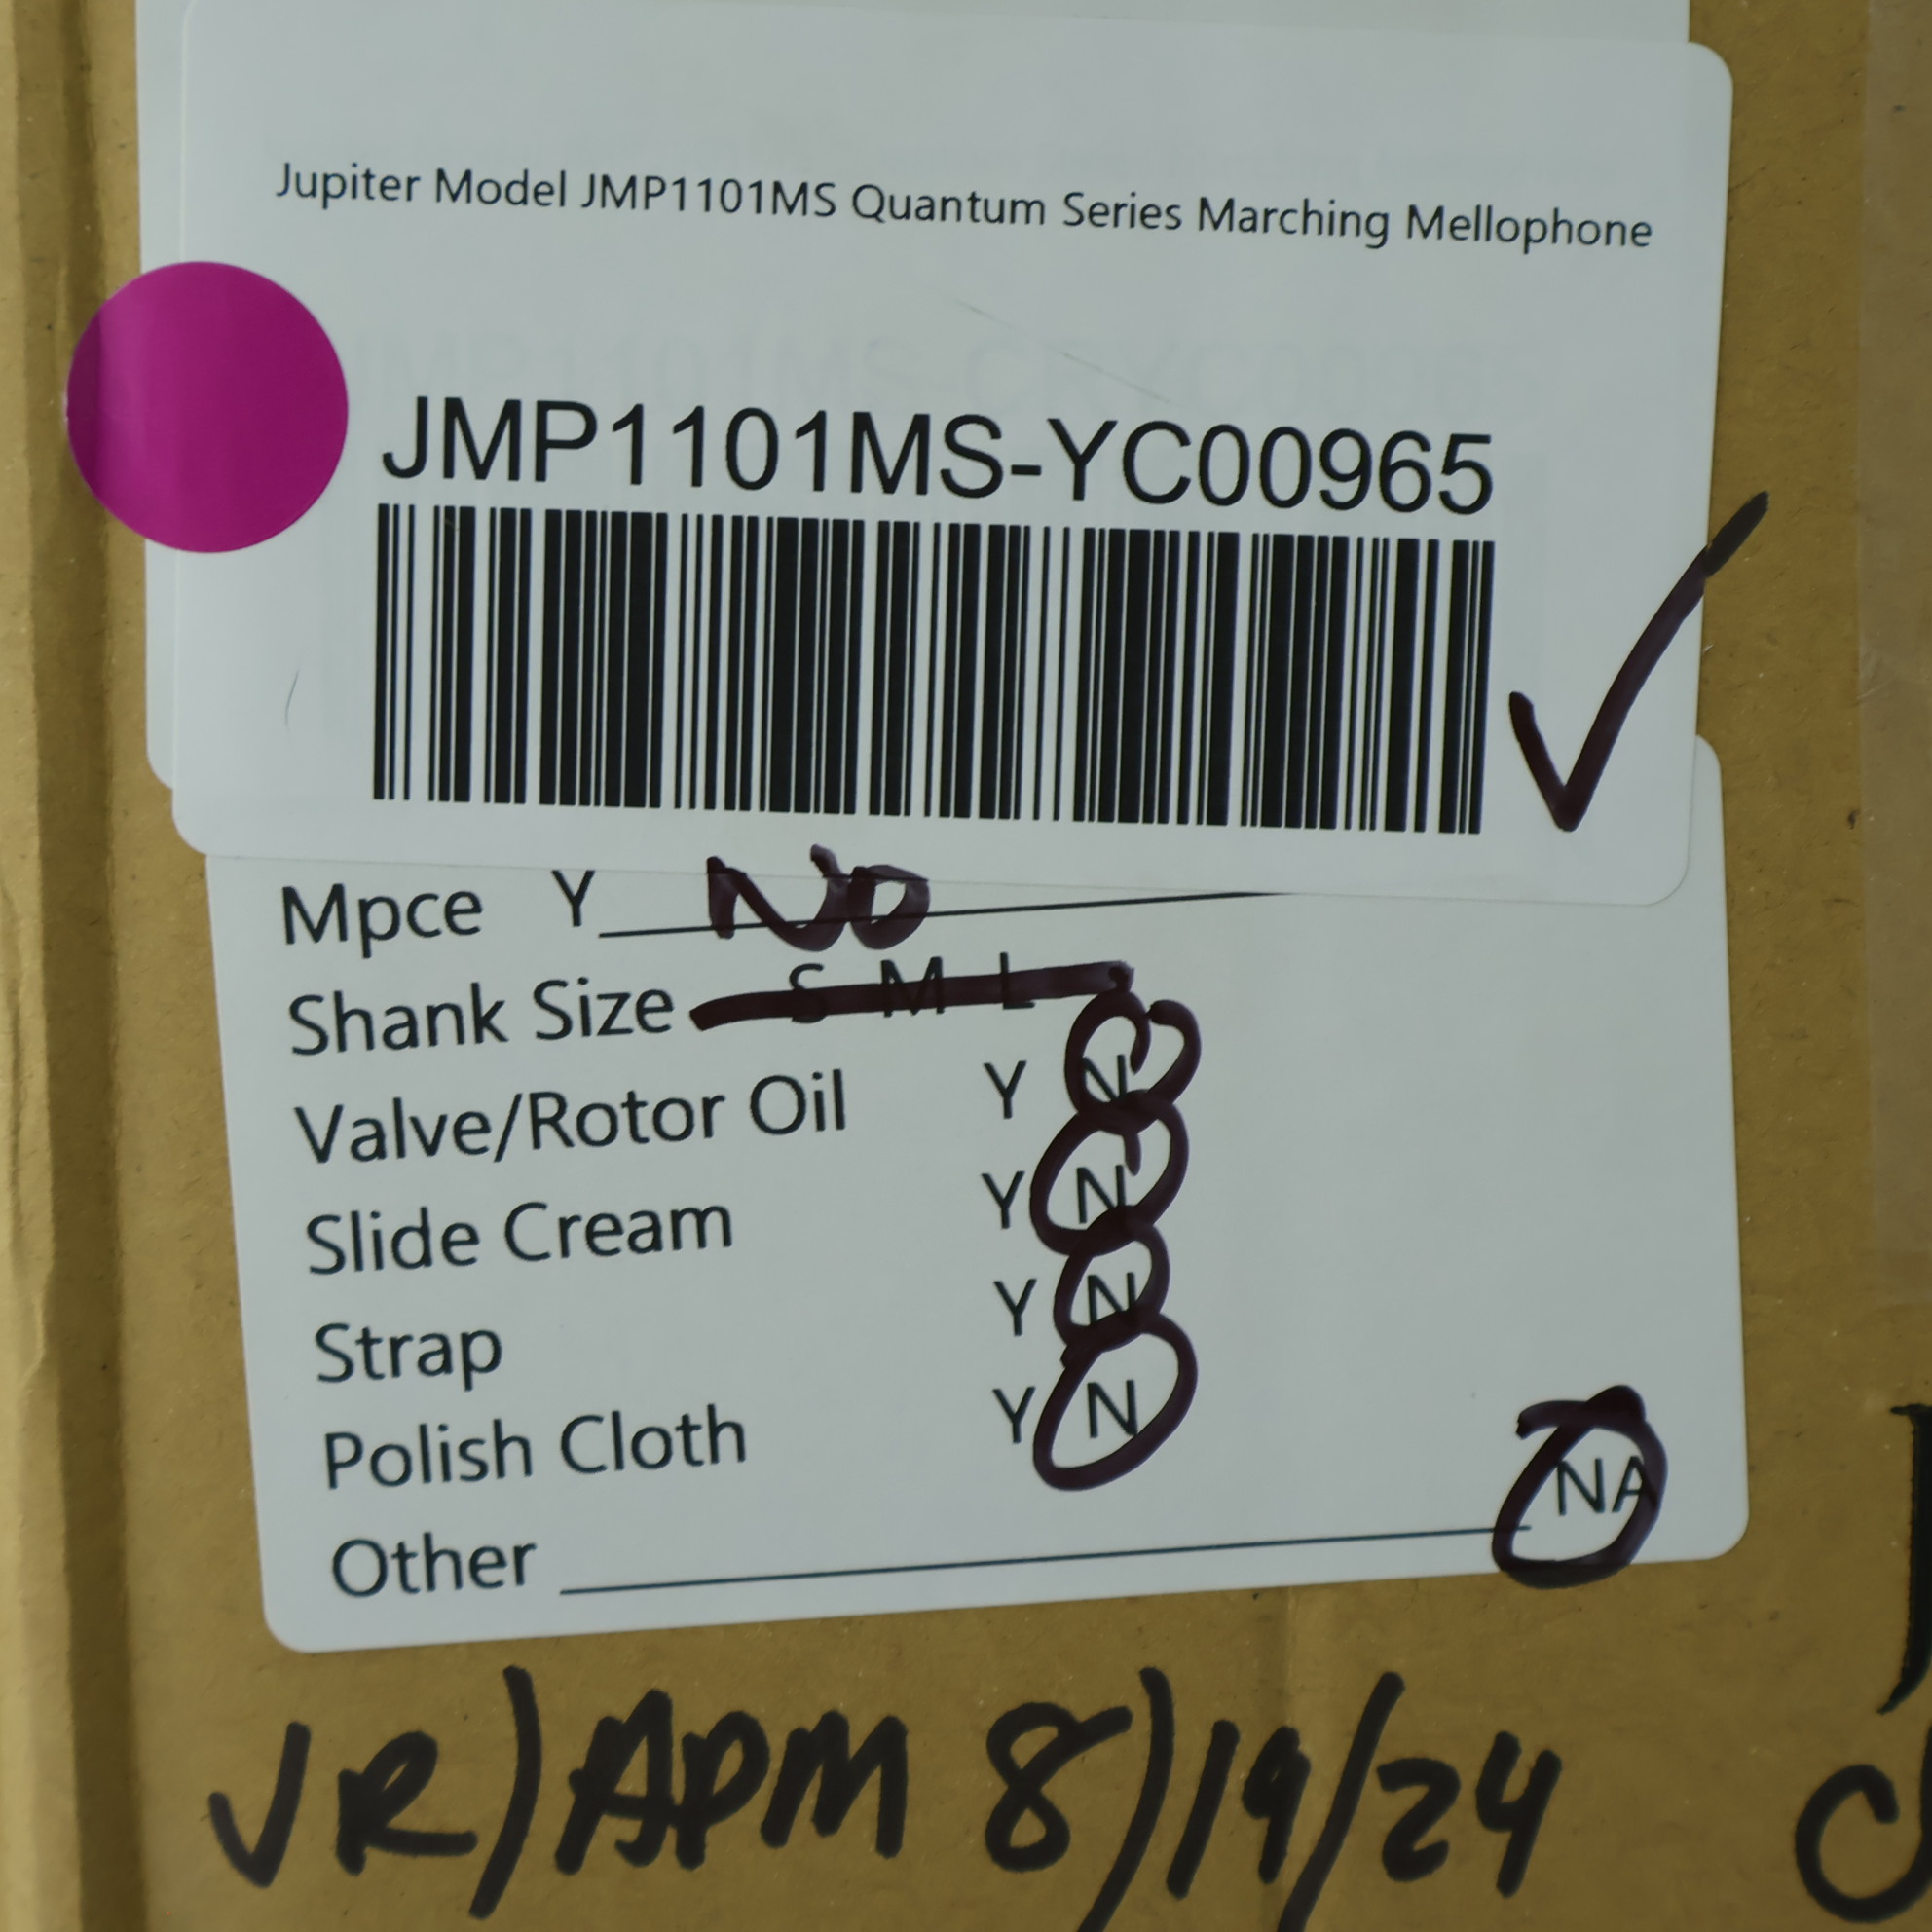 Jupiter Model JMP1101MS Quantum Series Marching Mellophone
JMP1101MS-YC00965
Mpce Y No
Shank Size S M L
Valve/Rotor Oil Y N
Slide Cream Y N
Strap Y N
Polish Cloth Y N
Other NA
JR/APM 8/19/24